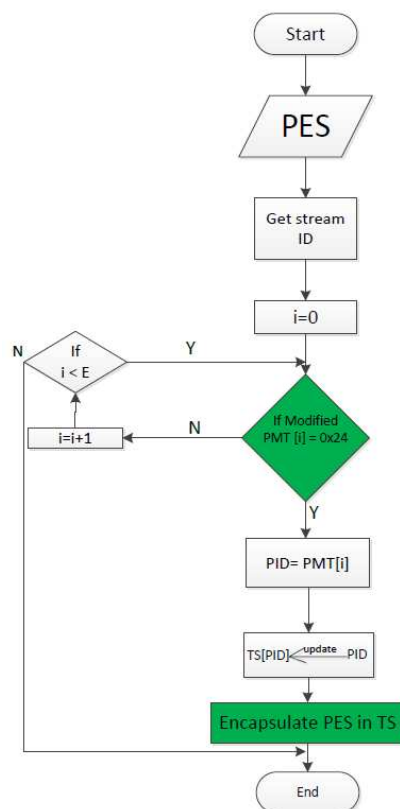 Start
PES
Get stream
ID
i=0
N
If
i < E
Y
If Modified
PMT [i] = 0x24
N
i=i+1
Y
PID= PMT[i]
TS[PID] update PID
Encapsulate PES in TS
End